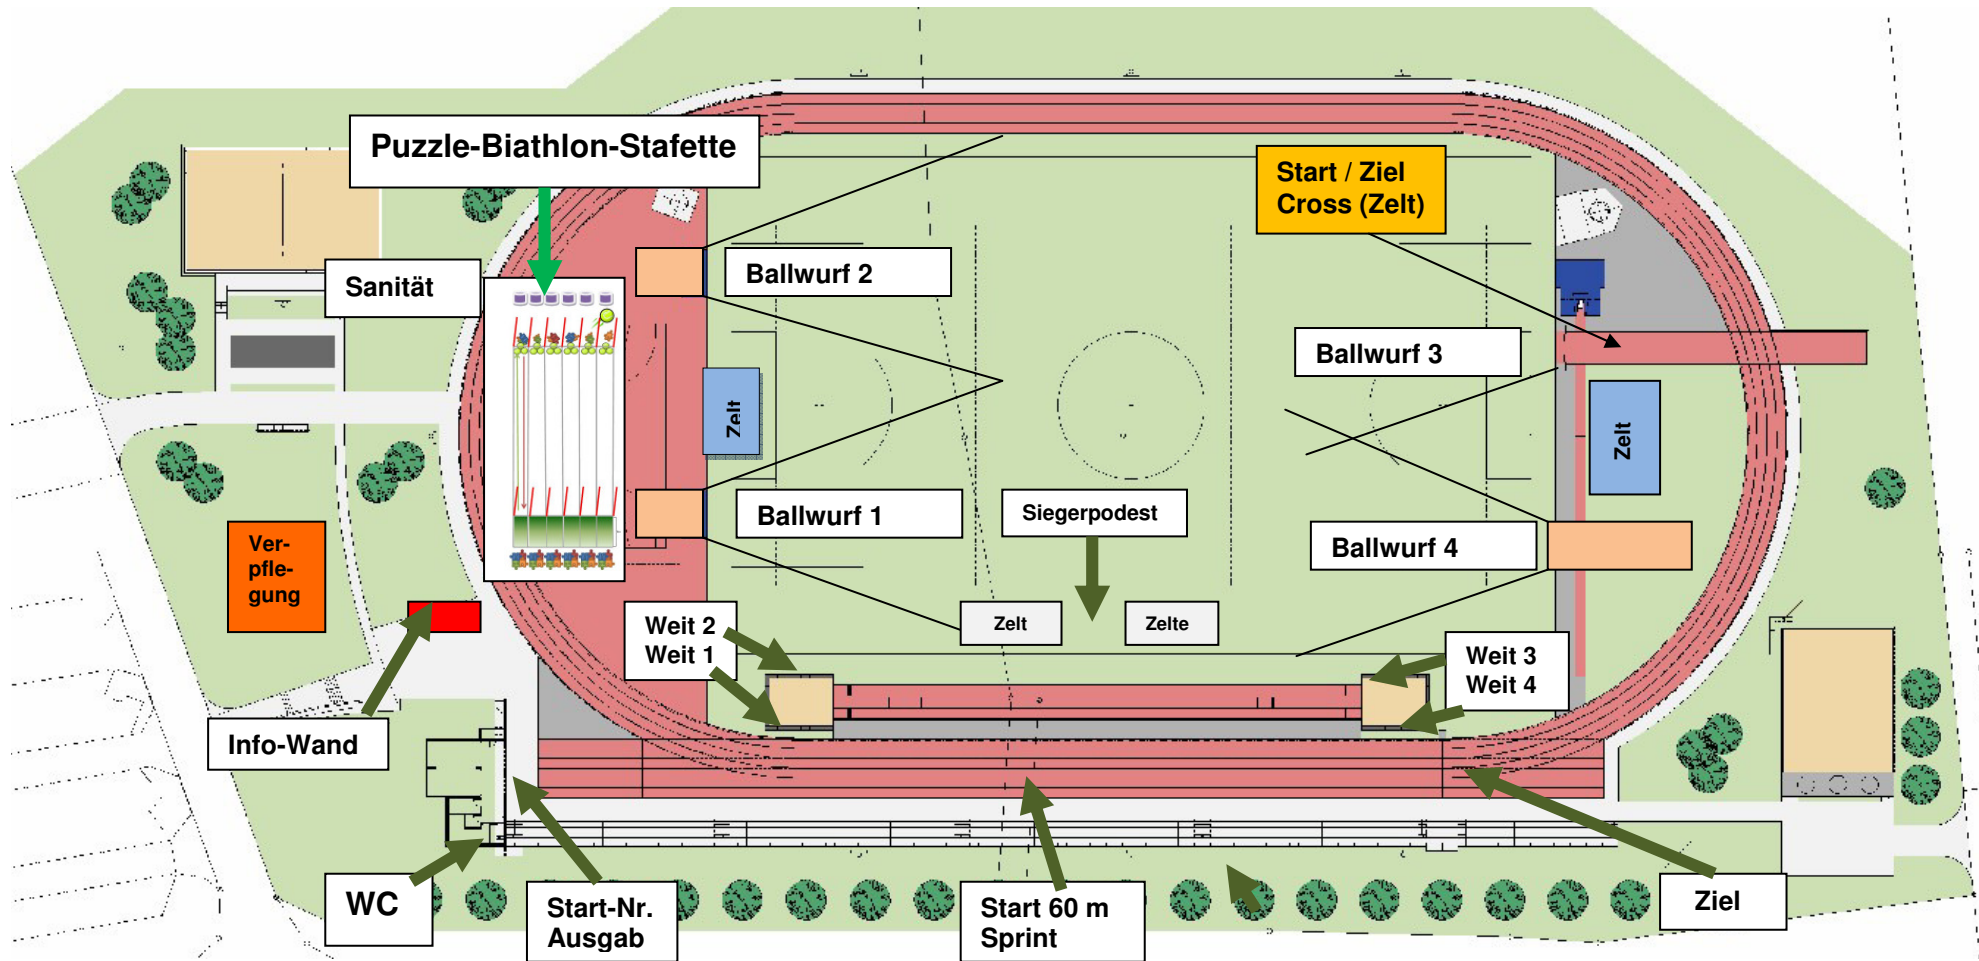 Puzzle-Biathlon-Stafette
Start / Ziel
Cross (Zelt)
Sanität
Ballwurf 2
Ballwurf 3
Zelt
Zelt
Ballwurf 1
Siegerpodest
Ballwurf 4
Ver-
pfle-
gung
Weit 2
Weit 1
Zelt
Zelte
Weit 3
Weit 4
Info-Wand
WC
Start-Nr.
Ausgab
Start 60 m
Sprint
Ziel